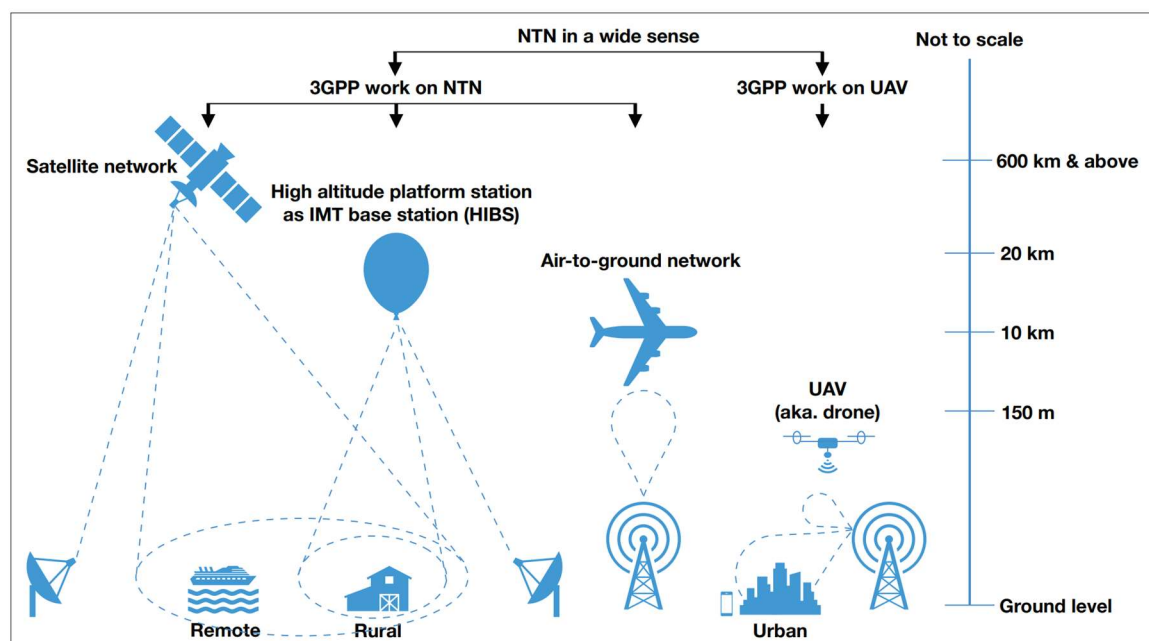 NTN in a wide sense
Not to scale
3GPP work on NTN
3GPP work on UAV
Satellite network
600 km & above
High altitude platform station
as IMT base station (HIBS)
20 km
Air-to-ground network
10 km
UAV
(aka. drone)
150 m
Ground level
Remote
Rural
Urban